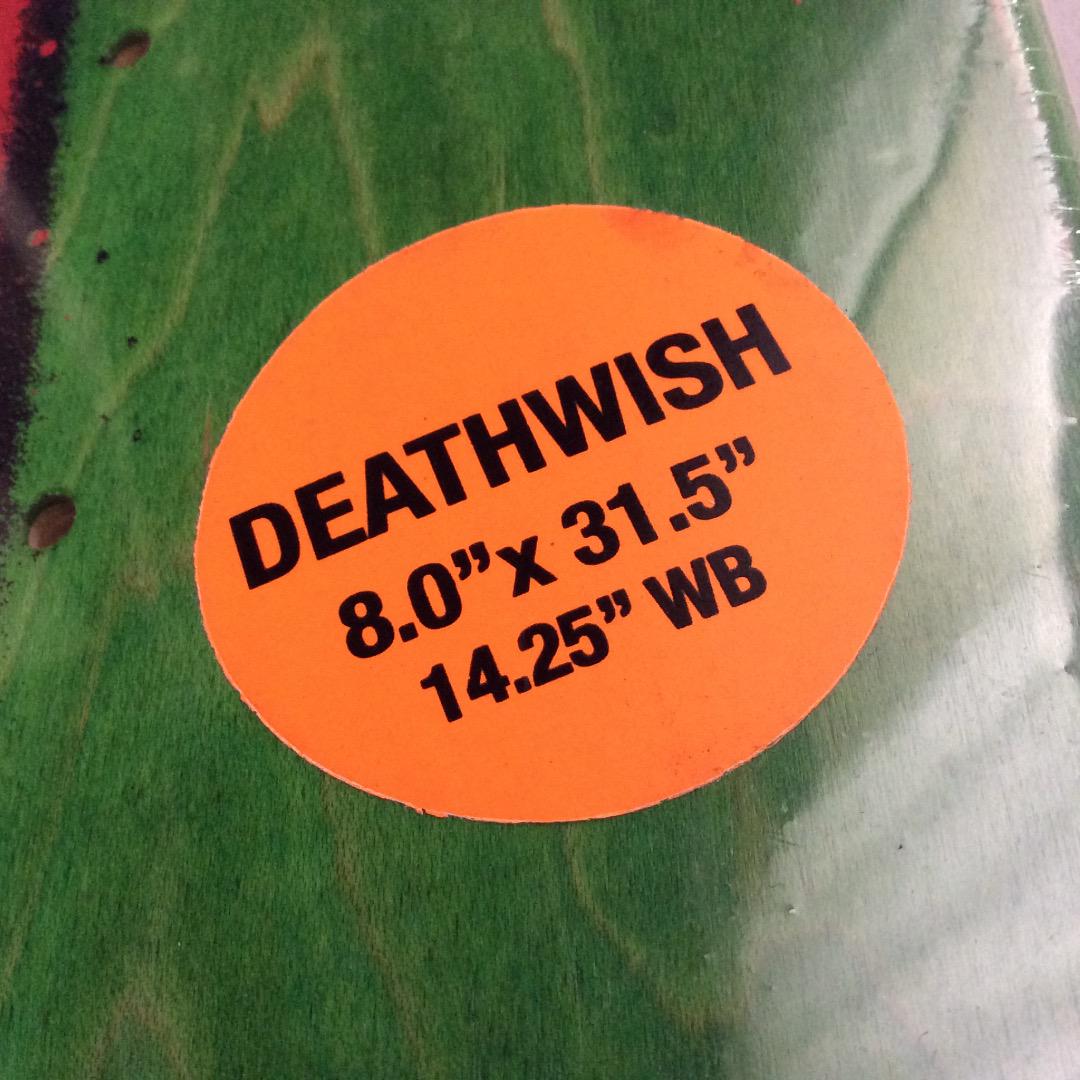 DEATHWISH
8.0”x 31.5”
14.25” WB